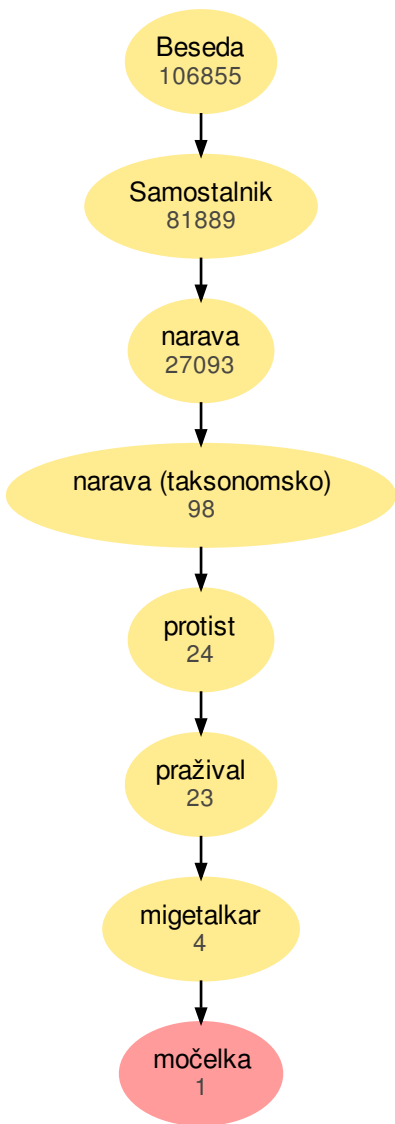 Beseda
106855
Samostalnik
81889
narava
27093
narava (taksonomsko)
98
protist
24
pražival
23
migetalkar
4
močelka
1